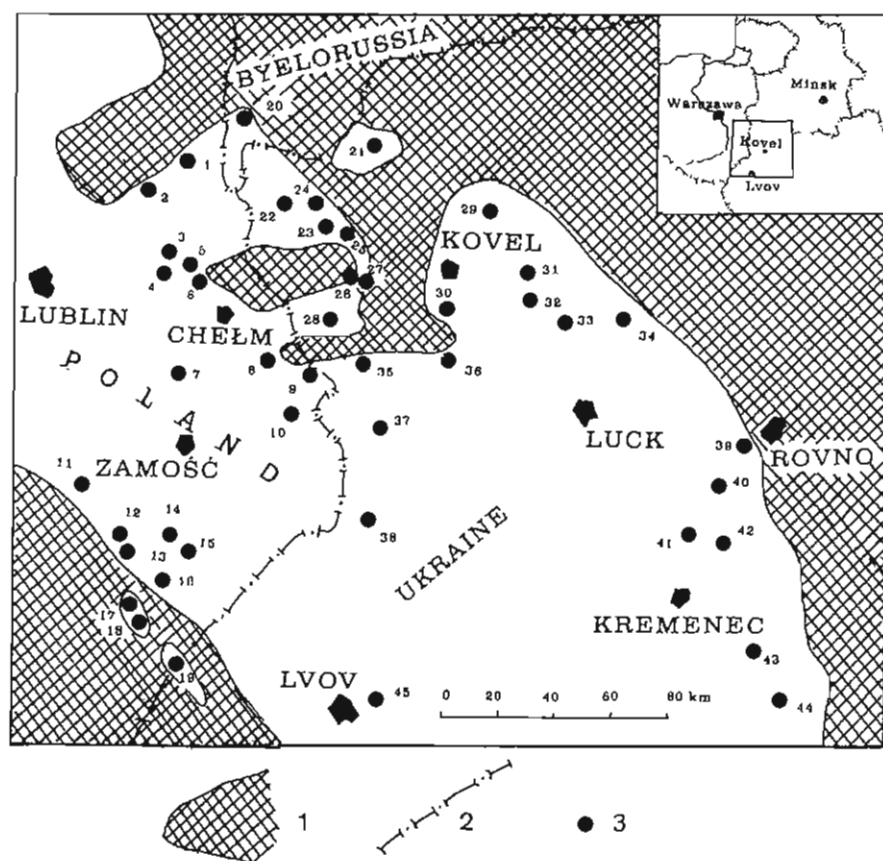 BYELORUSSIA
Minsk
Warszawa
Kovel
Lvov
20
21
1
2
24
22
23
25
29
KOVEL
3
5
4
6
26
27
31
30
32
33
34
28
LUBLIN
CHEŁM
8
9
35
36
7
10
37
POLAND
LUCK
ZAMOŚĆ
39
ROVNO
11
40
12
14
13
15
38
41
42
UKRAINE
16
17
18
KREMENEC
19
43
LVOV
45
0 20 40 60 80 km
44
1 2 3